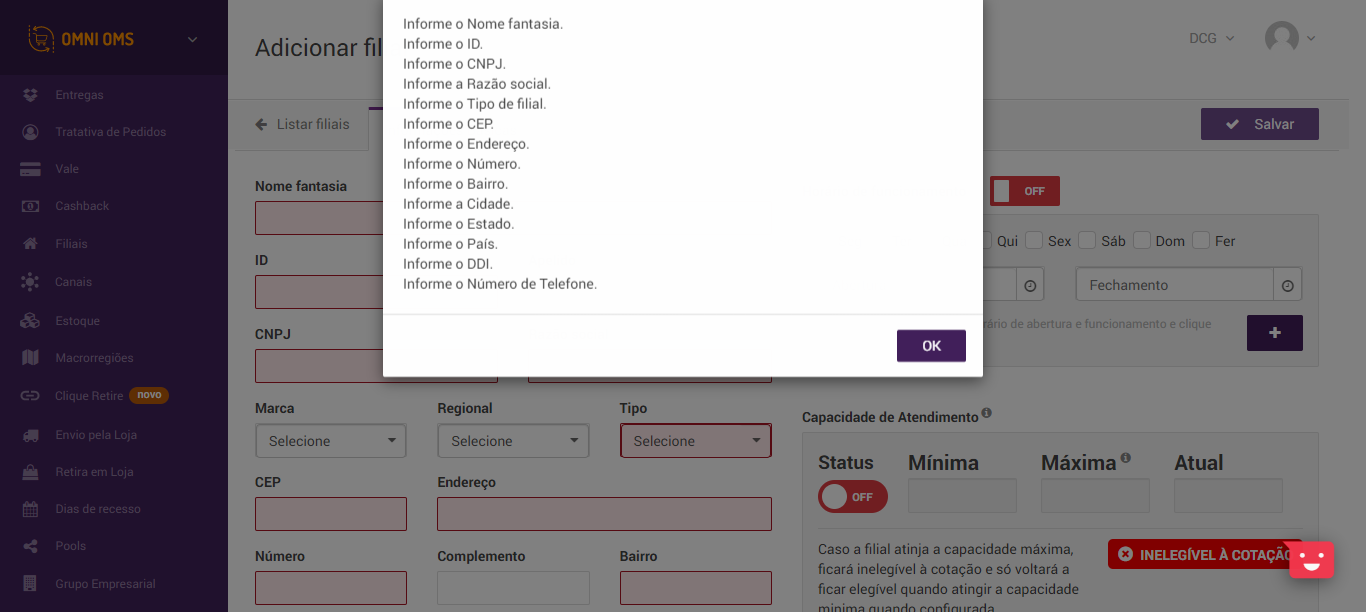 OMNI OMS
Entregas
Tratativa de Pedidos
Vale
Cashback
Filiais
Canais
Estoque
Macrorregiões
Clique Retire novo
Envio pela Loja
Retira em Loja
Dias de recesso
Pools
Grupo Empresarial
Adicionar fil
DCG
Listar filiais
Salvar
Informe o Nome fantasia.
Informe o ID.
Informe o CNPJ.
Informe a Razão social.
Informe o Tipo de filial.
Informe o CEP.
Informe o Endereço.
Informe o Número.
Informe o Bairro.
Informe a Cidade.
Informe o Estado.
Informe o País.
Informe o DDI.
Informe o Número de Telefone.
OK
Nome fantasia
ID
CNPJ
Marca Regional Tipo
Selecione Selecione Selecione
CEP Endereço
Número Complemento Bairro
OFF
Qui Sex Sáb Dom Fer
Fechamento
rário de abertura e funcionamento e clique
Capacidade de Atendimento
Status Mínima Máxima Atual
OFF
Caso a filial atinja a capacidade máxima,
ficará inelegível à cotação e só voltará a
ficar elegível quando atingir a capacidade
minima quando configurada
INELEGÍVEL À COTAÇÃO